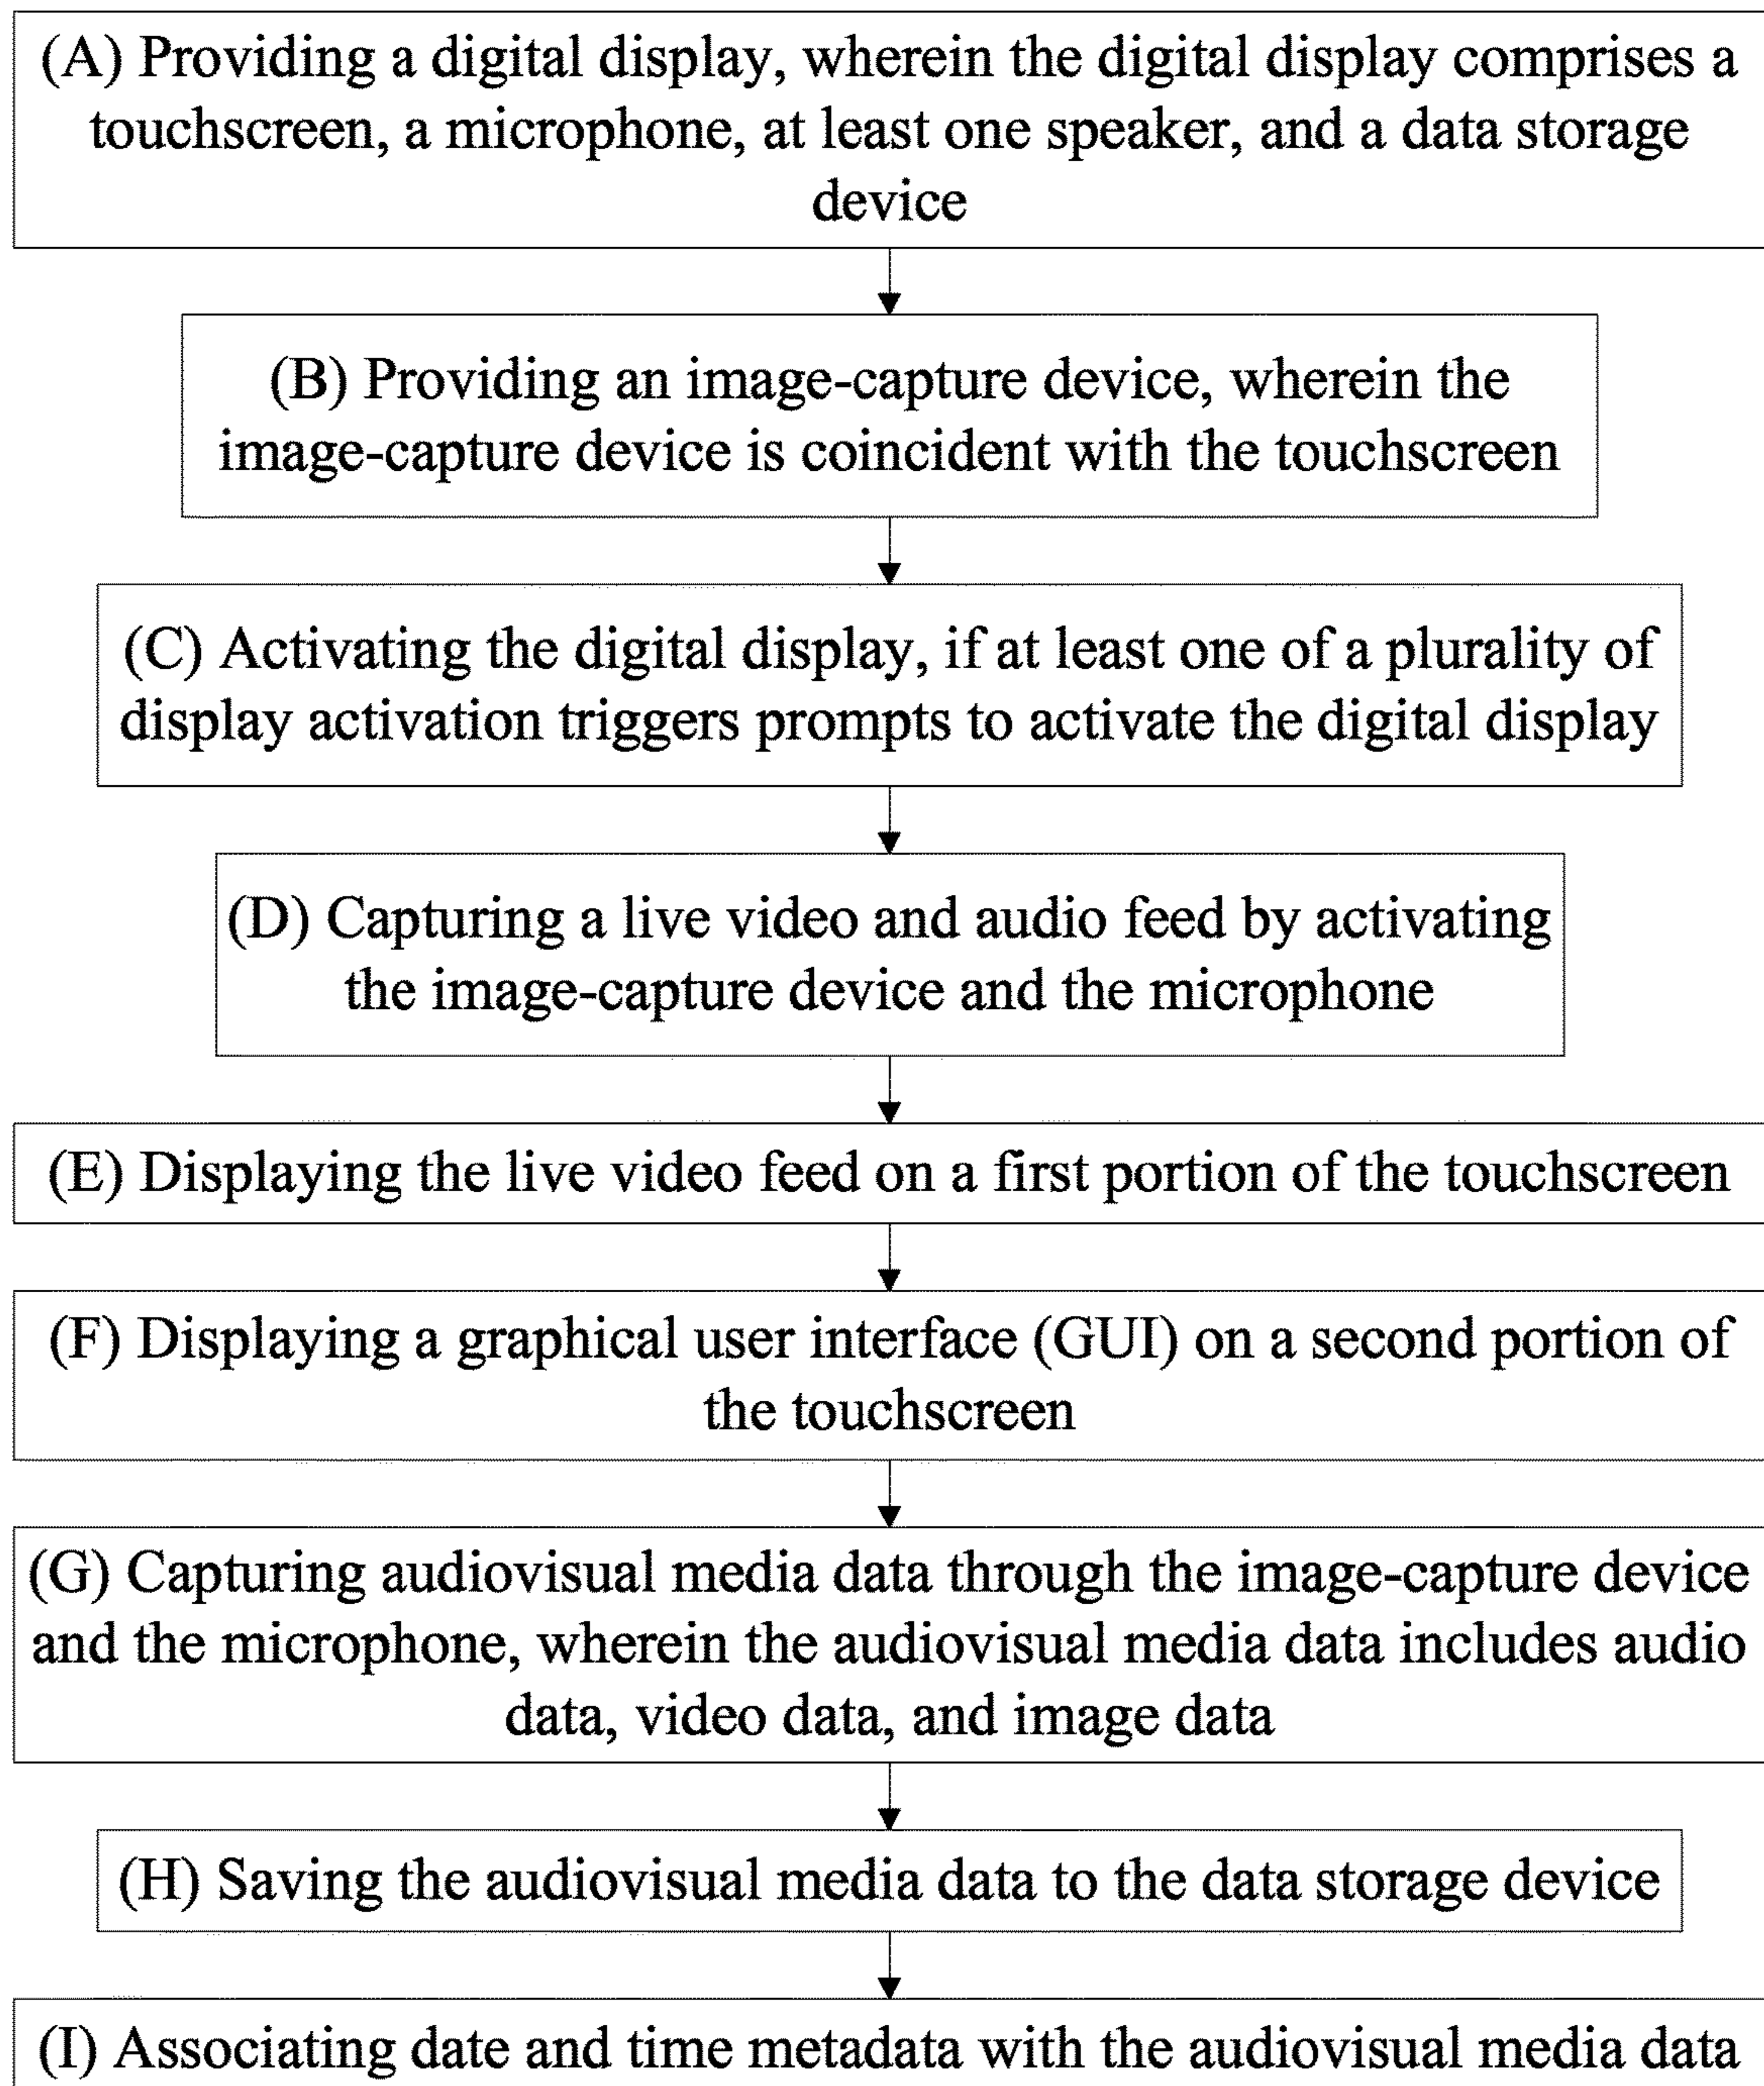 (A) Providing a digital display, wherein the digital display comprises a
touchscreen, a microphone, at least one speaker, and a data storage
device
(B) Providing an image-capture device, wherein the
image-capture device is coincident with the touchscreen
(C) Activating the digital display, if at least one of a plurality of
display activation triggers prompts to activate the digital display
(D) Capturing a live video and audio feed by activating
the image-capture device and the microphone
(E) Displaying the live video feed on a first portion of the touchscreen
(F) Displaying a graphical user interface (GUI) on a second portion of
the touchscreen
(G) Capturing audiovisual media data through the image-capture device
and the microphone, wherein the audiovisual media data includes audio
data, video data, and image data
(H) Saving the audiovisual media data to the data storage device
(I) Associating date and time metadata with the audiovisual media data